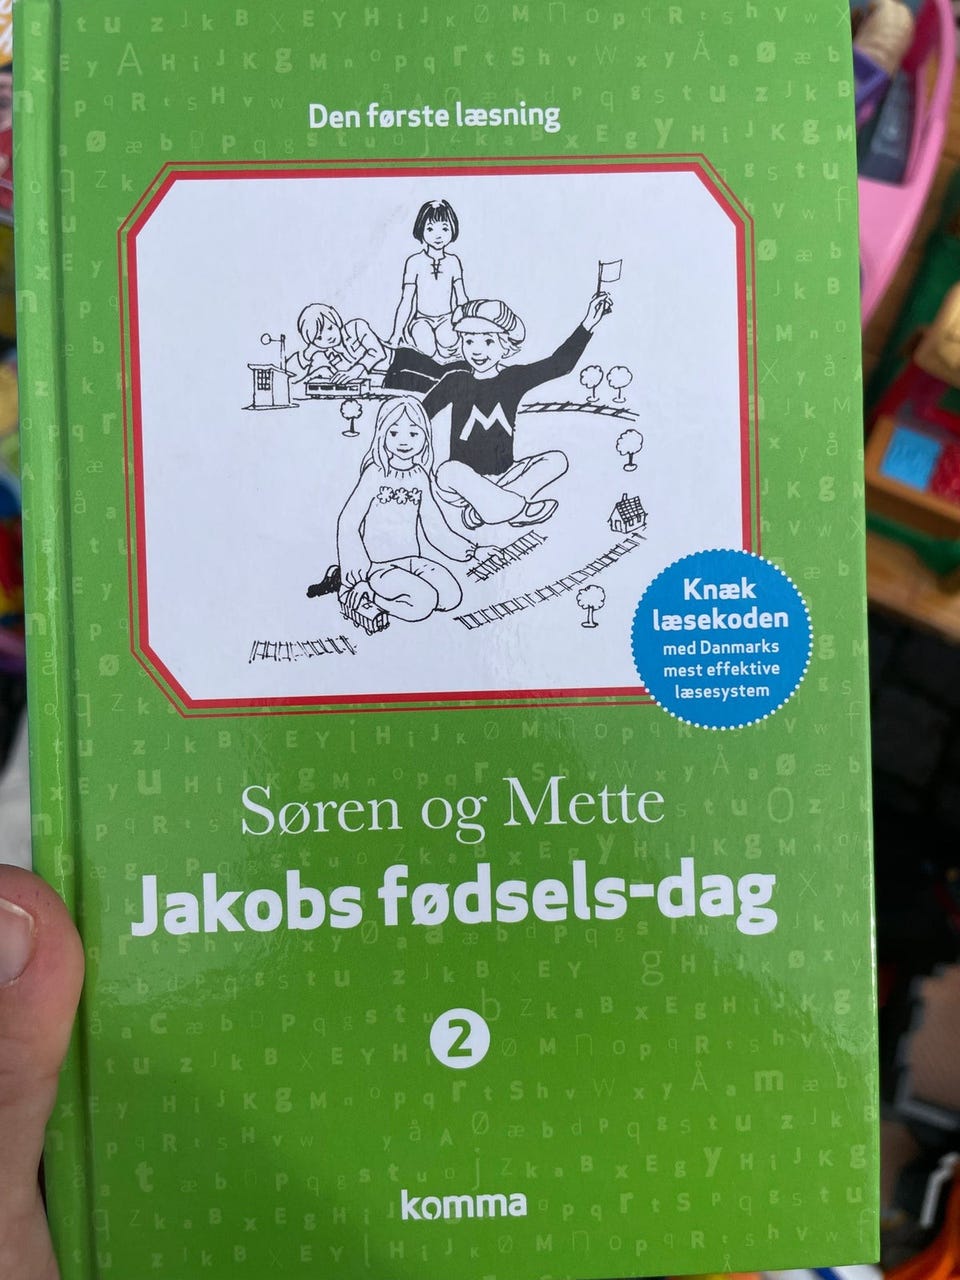 Den første læsning
M
Knæk
læsekoden
med Danmarks
mest effektive
læsesystem
Søren og Mette
Jakobs fødsels-dag
2
komma